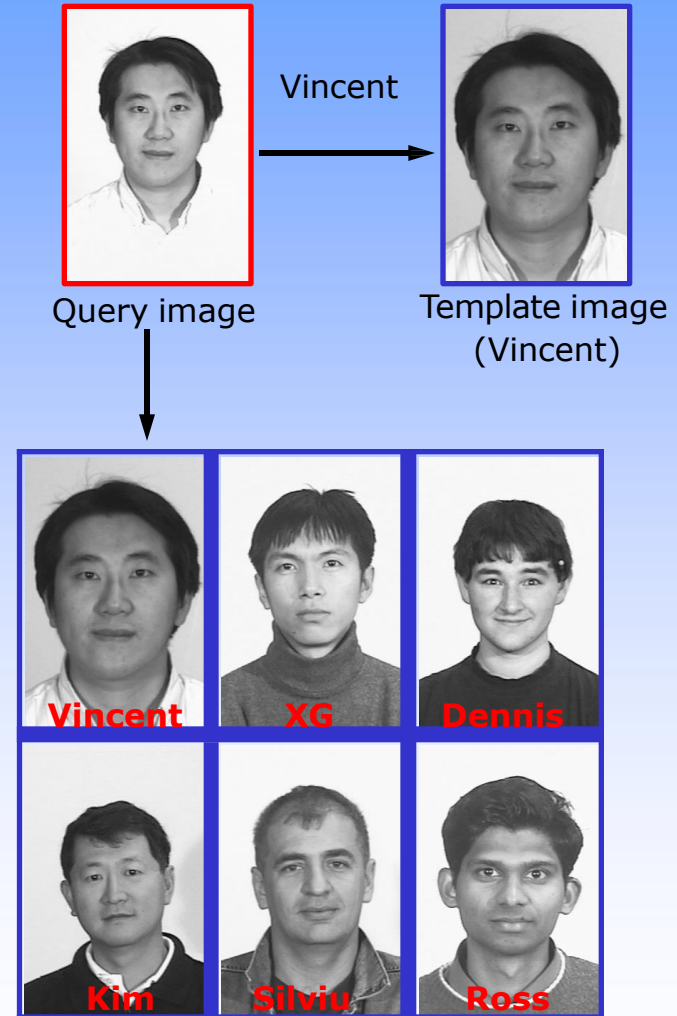 Vincent
Query image
Template image
(Vincent)
Vincent
XG
Dennis
Kim
Silviu
Ross